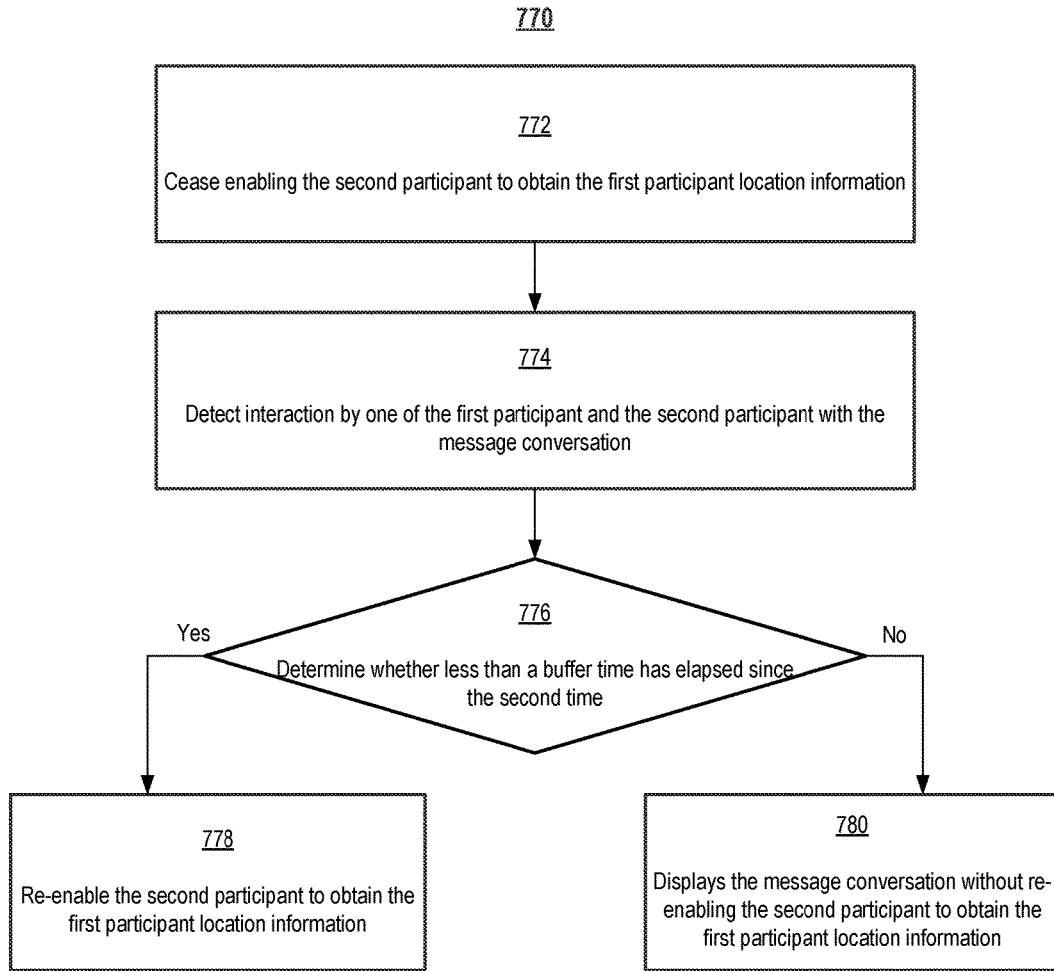 770
772
Cease enabling the second participant to obtain the first participant location information
774
Detect interaction by one of the first participant and the second participant with the
message conversation
776
Yes
No
Determine whether less than a buffer time has elapsed since
the second time
778
Re-enable the second participant to obtain the
first participant location information
780
Displays the message conversation without re-
enabling the second participant to obtain the
first participant location information